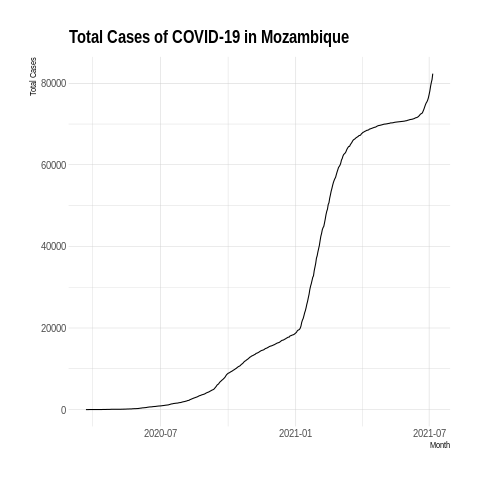 Total Cases of COVID-19 in Mozambique
Total Cases
80000
60000
40000
20000
0
2020-07 2021-01 2021-07
Month